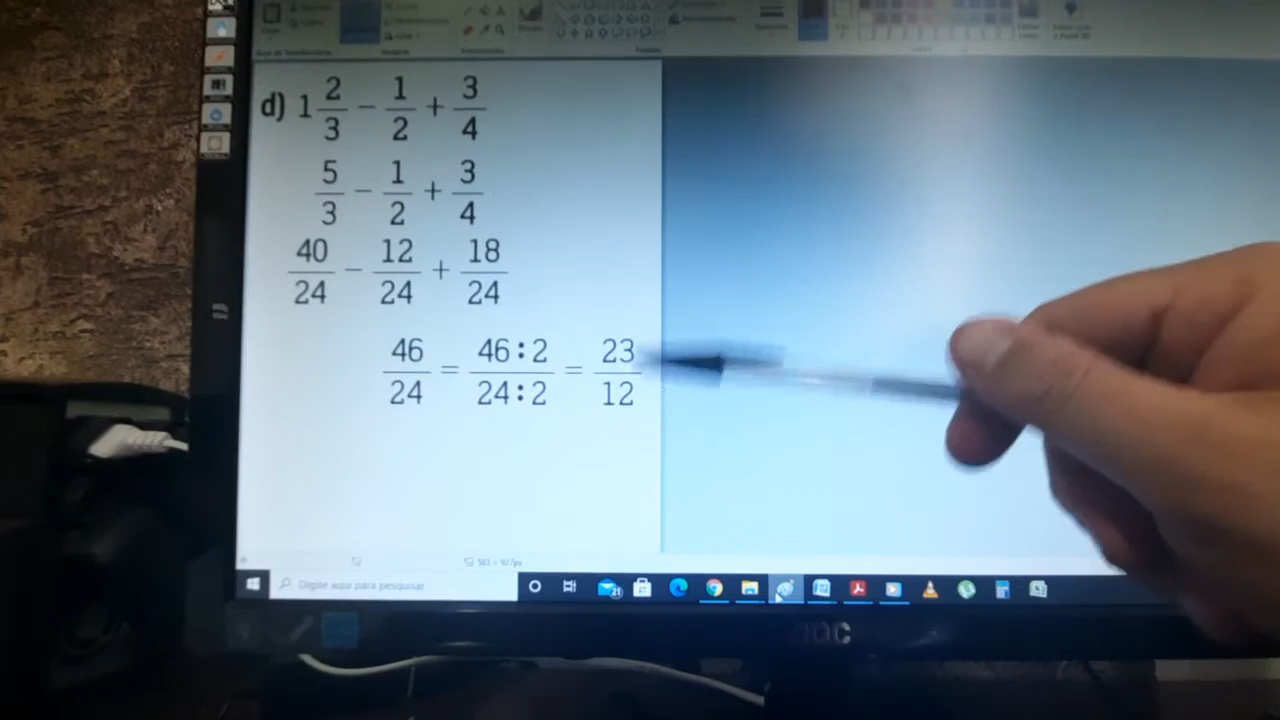 d) 1 2/3 − 1/2 + 3/4
5/3 − 1/2 + 3/4
40/24 − 12/24 + 18/24
46/24 = 46:2/24:2 = 23/12
Digite aqui para pesquisar
21
AOC